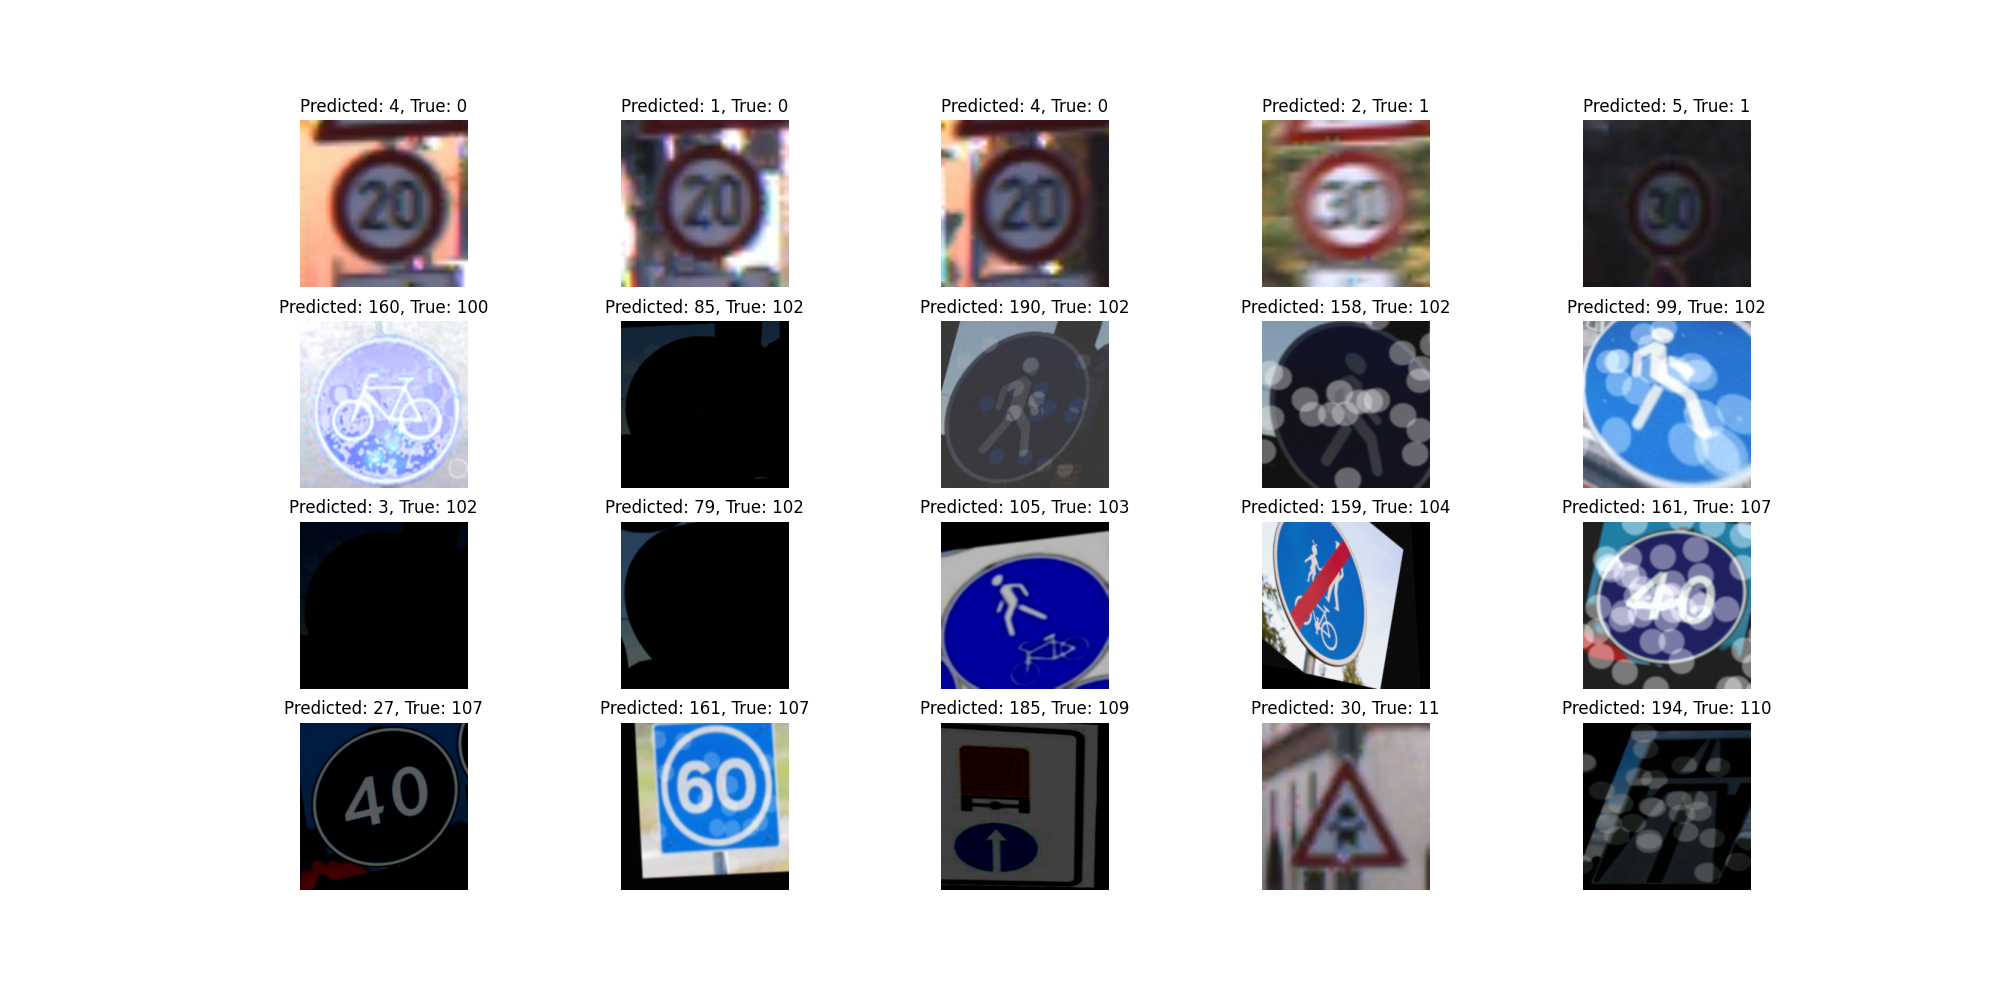 Predicted: 4, True: 0
Predicted: 1, True: 0
Predicted: 4, True: 0
Predicted: 2, True: 1
Predicted: 5, True: 1
20
20
20
30
30
Predicted: 160, True: 100
Predicted: 85, True: 102
Predicted: 190, True: 102
Predicted: 158, True: 102
Predicted: 99, True: 102
Predicted: 3, True: 102
Predicted: 79, True: 102
Predicted: 105, True: 103
Predicted: 159, True: 104
Predicted: 161, True: 107
40
Predicted: 27, True: 107
Predicted: 161, True: 107
Predicted: 185, True: 109
Predicted: 30, True: 11
Predicted: 194, True: 110
40
60